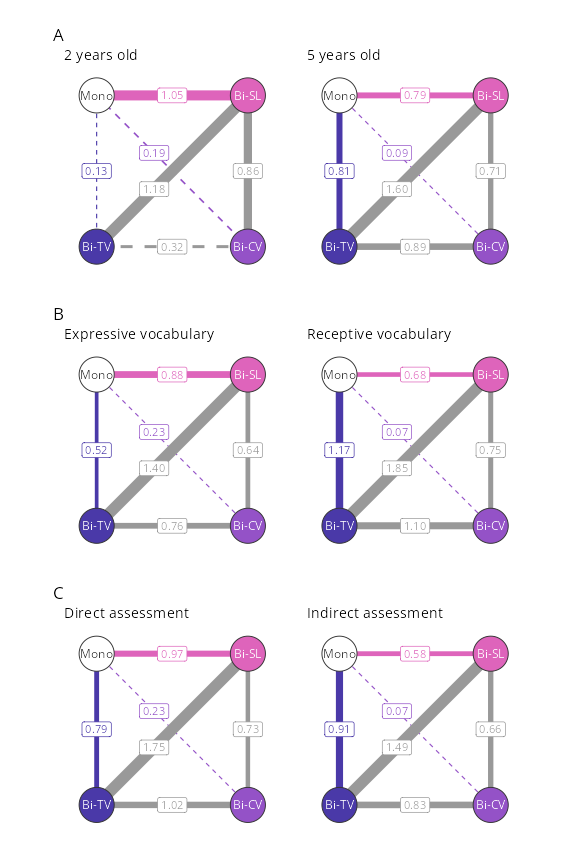 A
2 years old
5 years old
Mono 1.05 Bi-SL
Mono 0.79 Bi-SL
0.19
0.09
0.13
0.86
0.81
0.71
1.18
1.60
Bi-TV 0.32 Bi-CV
Bi-TV 0.89 Bi-CV
B
Expressive vocabulary
Receptive vocabulary
Mono 0.88 Bi-SL
Mono 0.68 Bi-SL
0.23
0.07
0.52
0.64
1.17
0.75
1.40
1.85
Bi-TV 0.76 Bi-CV
Bi-TV 1.10 Bi-CV
C
Direct assessment
Indirect assessment
Mono 0.97 Bi-SL
Mono 0.58 Bi-SL
0.23
0.07
0.79
0.73
0.91
0.66
1.75
1.49
Bi-TV 1.02 Bi-CV
Bi-TV 0.83 Bi-CV